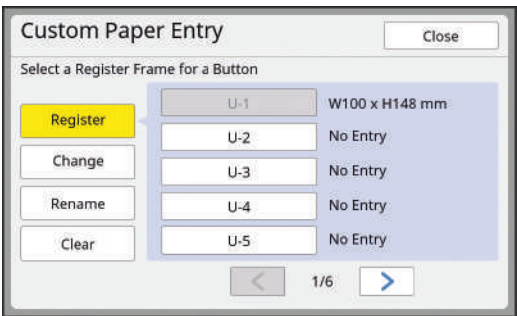 Custom Paper Entry
Close
Select a Register Frame for a Button
Register
Change
Rename
Clear
U-1 W100 x H148 mm
U-2 No Entry
U-3 No Entry
U-4 No Entry
U-5 No Entry
< 1/6 >